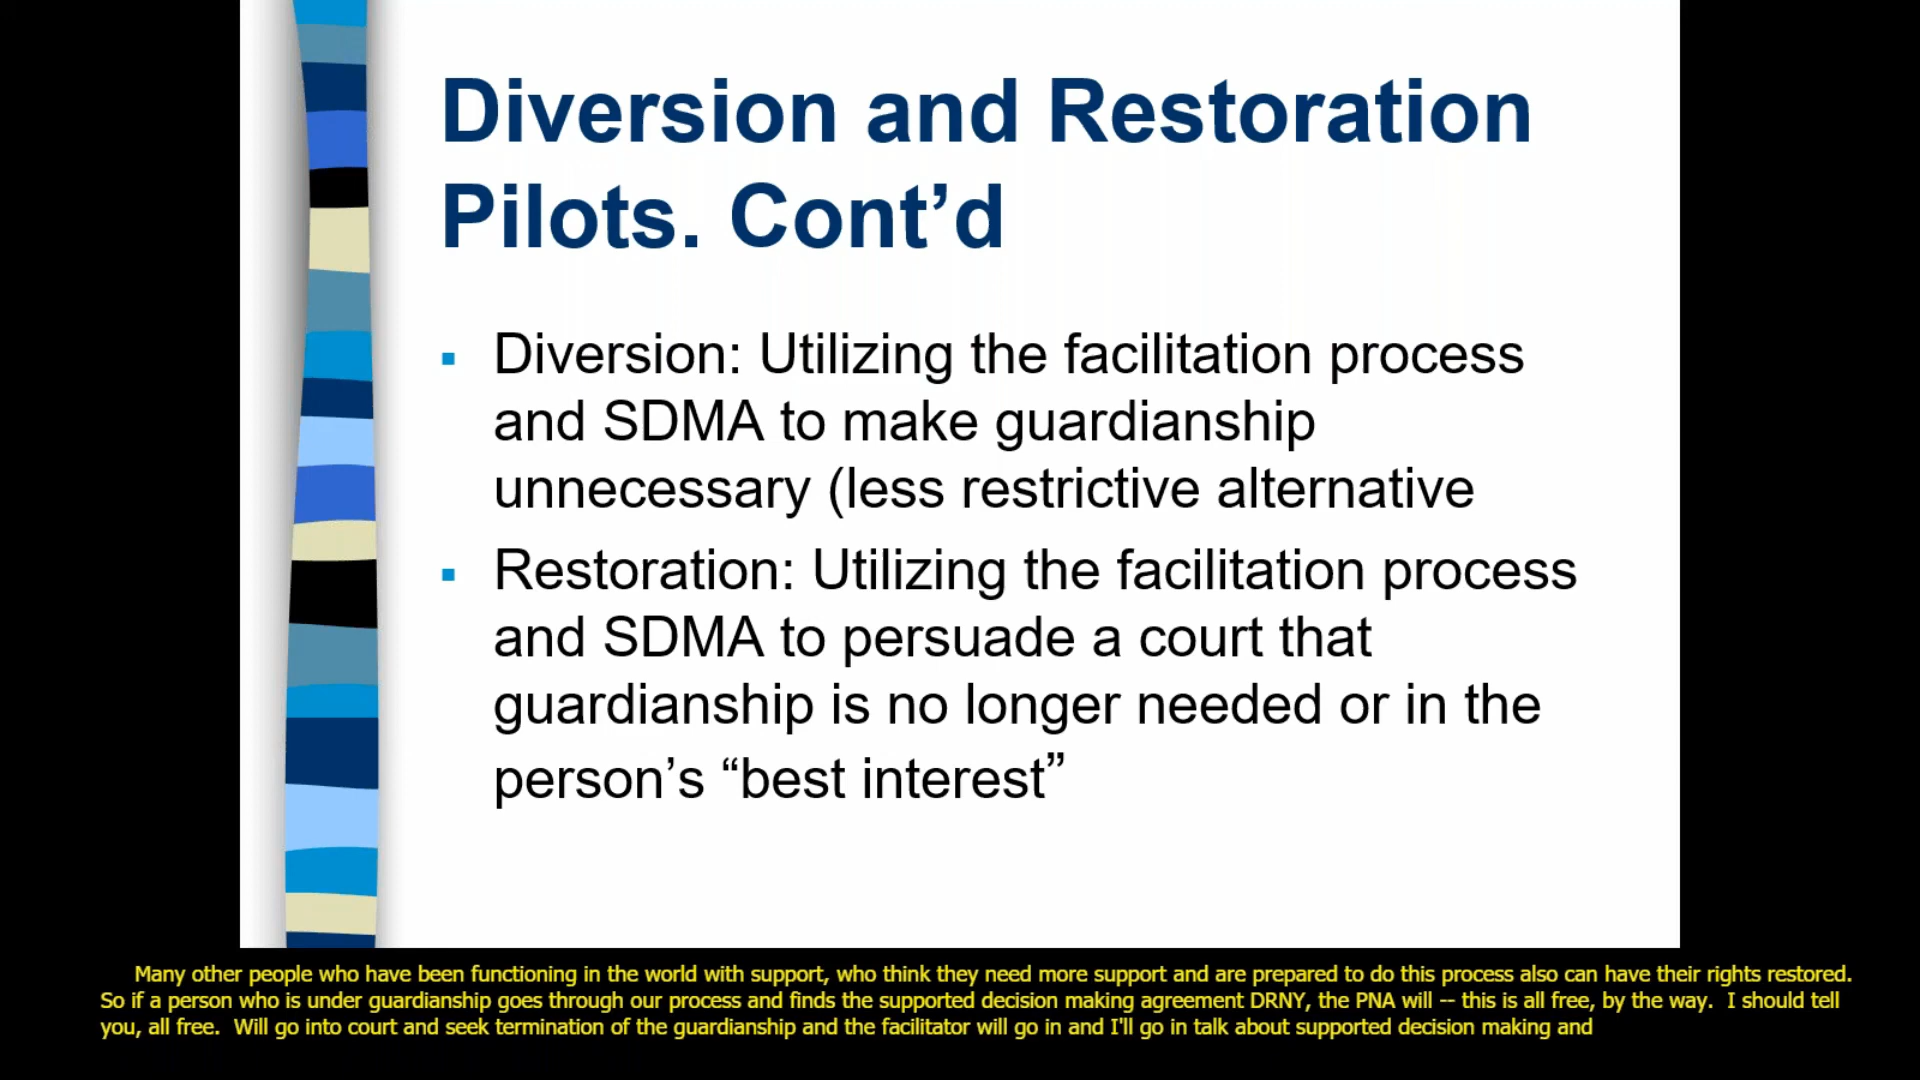 Diversion and Restoration
Pilots. Cont’d
▪ Diversion: Utilizing the facilitation process
and SDMA to make guardianship
unnecessary (less restrictive alternative
▪ Restoration: Utilizing the facilitation process
and SDMA to persuade a court that
guardianship is no longer needed or in the
person’s “best interest”
Many other people who have been functioning in the world with support, who think they need more support and are prepared to do this process also can have their rights restored.
So if a person who is under guardianship goes through our process and finds the supported decision making agreement DRNY, the PNA will -- this is all free, by the way.  I should tell
you, all free.  Will go into court and seek termination of the guardianship and the facilitator will go in and I'll go in talk about supported decision making and